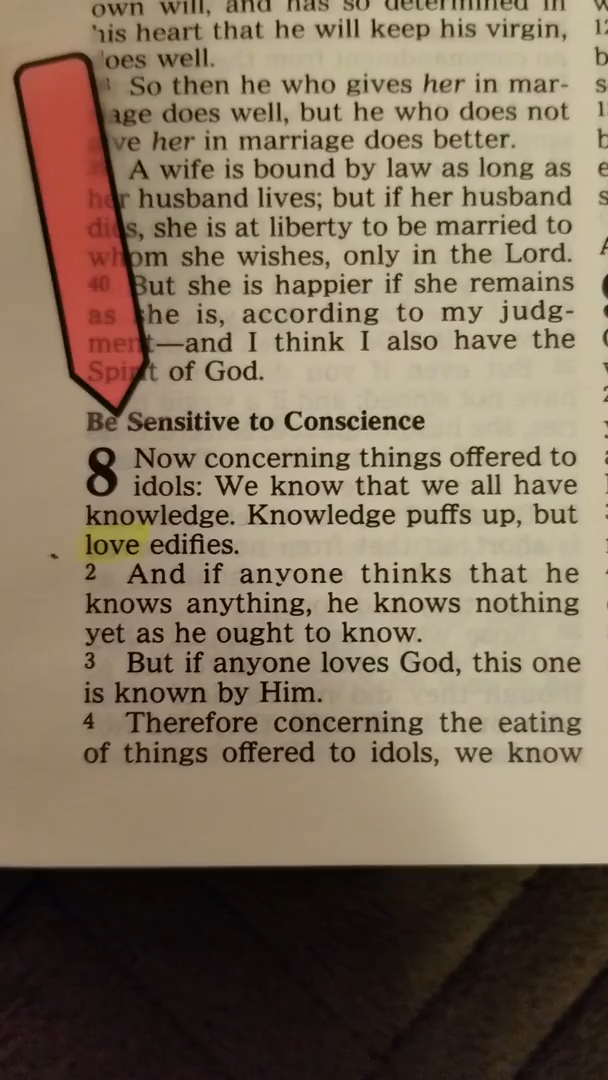 own will, and has so determined in
his heart that he will keep his virgin,
does well.
So then he who gives her in mar-
age does well, but he who does not
ve her in marriage does better.
A wife is bound by law as long as
her husband lives; but if her husband
dies, she is at liberty to be married to
whom she wishes, only in the Lord.
40 But she is happier if she remains
as she is, according to my judg-
ment—and I think I also have the
Spirit of God.
Be Sensitive to Conscience
8 Now concerning things offered to
idols: We know that we all have
knowledge. Knowledge puffs up, but
love edifies.
2 And if anyone thinks that he
knows anything, he knows nothing
yet as he ought to know.
3 But if anyone loves God, this one
is known by Him.
4 Therefore concerning the eating
of things offered to idols, we know